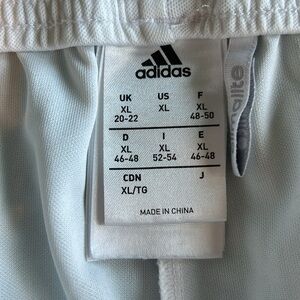 adidas
UK US F
XL XL XL
20-22 48-50
D I E
XL XL XL
46-48 52-54 46-48
CDN J
XL/TG
MADE IN CHINA